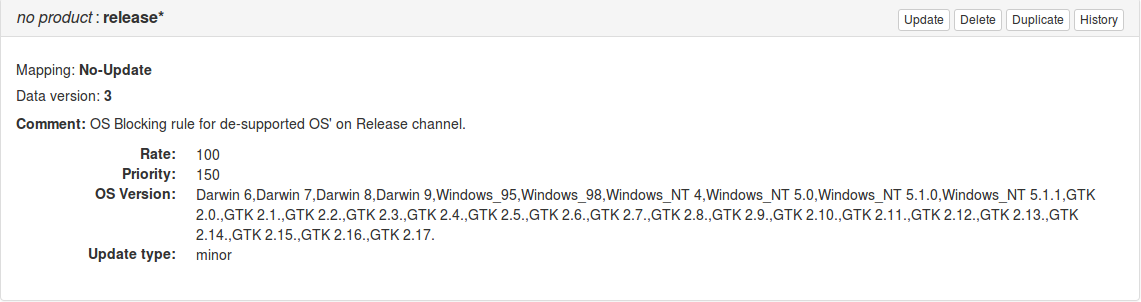 no product : release*
Update Delete Duplicate History
Mapping: No-Update
Data version: 3
Comment: OS Blocking rule for de-supported OS' on Release channel.
Rate: 100
Priority: 150
OS Version: Darwin 6,Darwin 7,Darwin 8,Darwin 9,Windows_95,Windows_98,Windows_NT 4,Windows_NT 5.0,Windows_NT 5.1.0,Windows_NT 5.1.1,GTK
2.0.,GTK 2.1.,GTK 2.2.,GTK 2.3.,GTK 2.4.,GTK 2.5.,GTK 2.6.,GTK 2.7.,GTK 2.8.,GTK 2.9.,GTK 2.10.,GTK 2.11.,GTK 2.12.,GTK 2.13.,GTK
2.14.,GTK 2.15.,GTK 2.16.,GTK 2.17.
Update type: minor